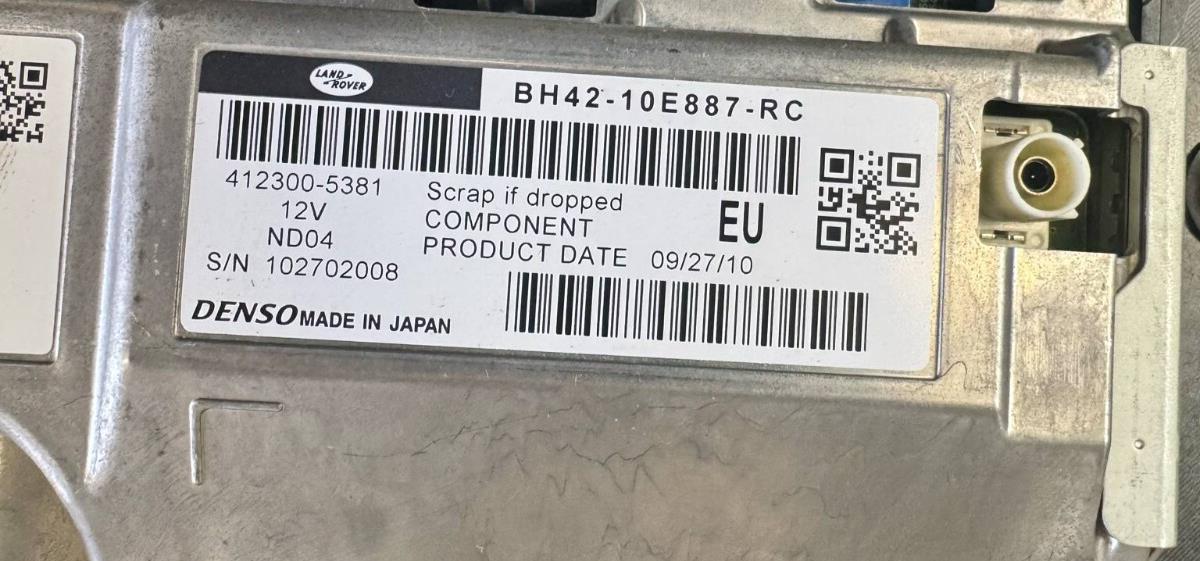 LAND ROVER
BH42-10E887-RC
412300-5381
12V
ND04
S/N 102702008
Scrap if dropped
COMPONENT
PRODUCT DATE 09/27/10
EU
DENSO MADE IN JAPAN